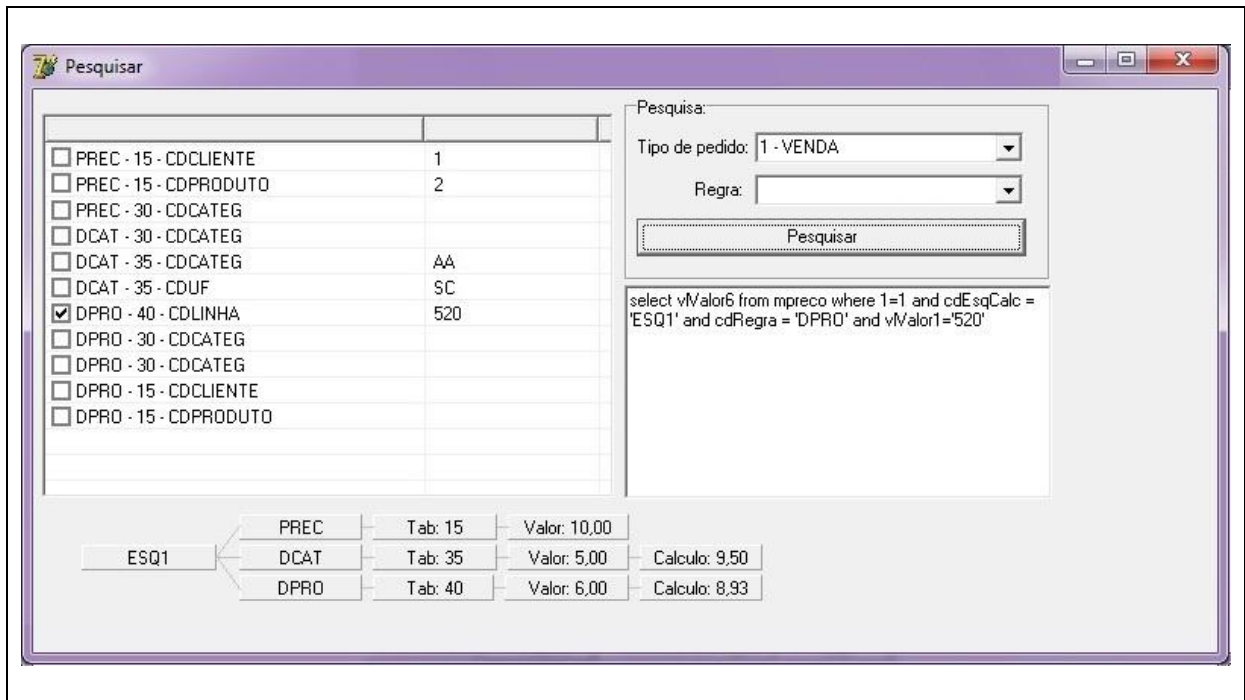 Pesquisar
PREC - 15 - CDCLIENTE 1
PREC - 15 - CDPRODUTO 2
PREC - 30 - CDCATEG
DCAT - 30 - CDCATEG
DCAT - 35 - CDCATEG AA
DCAT - 35 - CDUF SC
DPRO - 40 - CDLINHA 520
DPRO - 30 - CDCATEG
DPRO - 30 - CDCATEG
DPRO - 15 - CDCLIENTE
DPRO - 15 - CDPRODUTO
Pesquisa:
Tipo de pedido: 1 - VENDA
Regra:
Pesquisar
select vlValor6 from mpreco where 1=1 and cdEsqCalc =
'ESQ1' and cdRegra = 'DPRO' and vlValor1='520'
PREC Tab: 15 Valor: 10,00
ESQ1 DCAT Tab: 35 Valor: 5,00 Calculo: 9,50
DPRO Tab: 40 Valor: 6,00 Calculo: 8,93